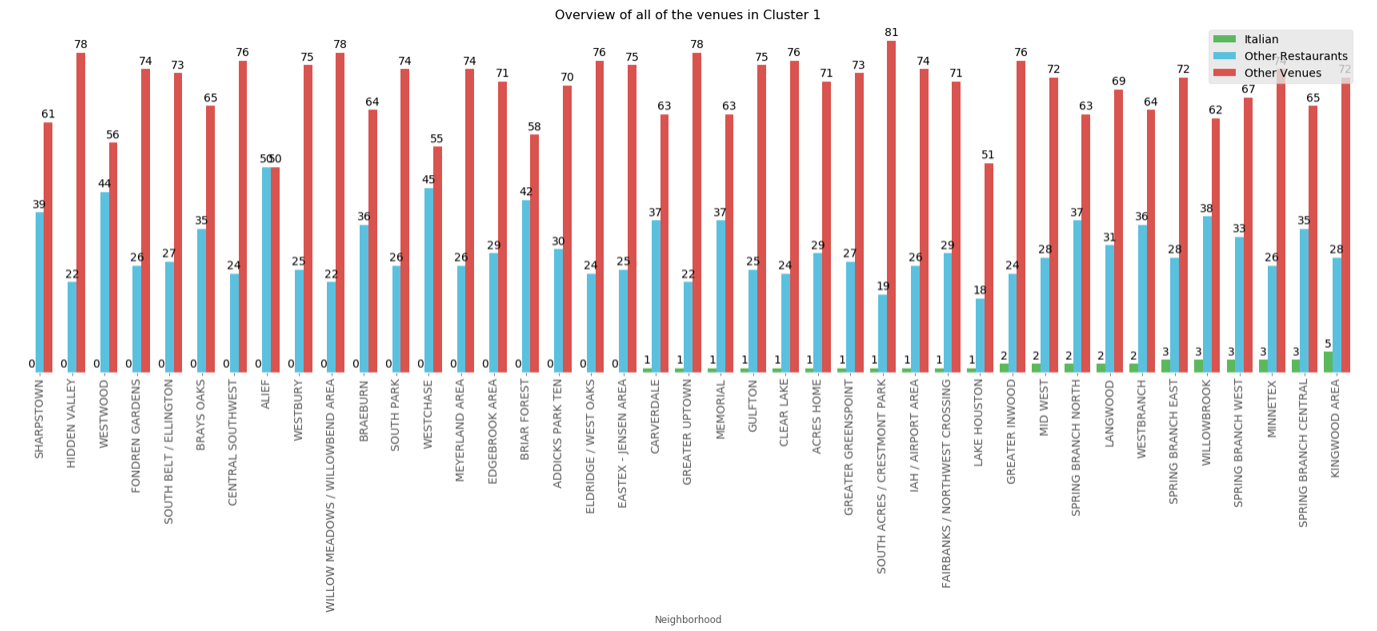 Overview of all of the venues in Cluster 1
Italian
Other Restaurants
Other Venues
0 39 61
0 22 78
0 44 56
0 26 74
0 27 73
0 35 65
0 24 76
0 50 50
0 25 75
0 22 78
0 36 64
0 26 74
0 45 55
0 26 74
0 29 71
0 42 58
0 30 70
0 24 76
0 25 75
1 37 63
1 22 78
1 37 63
1 25 75
1 24 76
1 29 71
1 27 73
1 19 81
1 26 74
1 29 71
1 18 51
2 24 76
2 28 72
2 37 63
2 31 69
2 36 64
3 28 72
3 38 62
3 33 67
3 26 74
3 35 65
5 28 72
SHARPSTOWN
HIDDEN VALLEY
WESTWOOD
FONDREN GARDENS
SOUTH BELT / ELLINGTON
BRAYS OAKS
CENTRAL SOUTHWEST
ALIEF
WESTBURY
WILLOW MEADOWS / WILLOWBEND AREA
BRAEBURN
SOUTH PARK
WESTCHASE
MEYERLAND AREA
EDGEBROOK AREA
BRIAR FOREST
ADDICKS PARK TEN
ELDRIDGE / WEST OAKS
EASTEX - JENSEN AREA
CARVERDALE
GREATER UPTOWN
MEMORIAL
GULFTON
CLEAR LAKE
ACRES HOME
GREATER GREENSPOINT
SOUTH ACRES / CRESTMONT PARK
IAH / AIRPORT AREA
FAIRBANKS / NORTHWEST CROSSING
LAKE HOUSTON
GREATER INWOOD
MID WEST
SPRING BRANCH NORTH
LANGWOOD
WESTBRANCH
SPRING BRANCH EAST
WILLOWBROOK
SPRING BRANCH WEST
MINNETEX
SPRING BRANCH CENTRAL
KINGWOOD AREA
Neighborhood